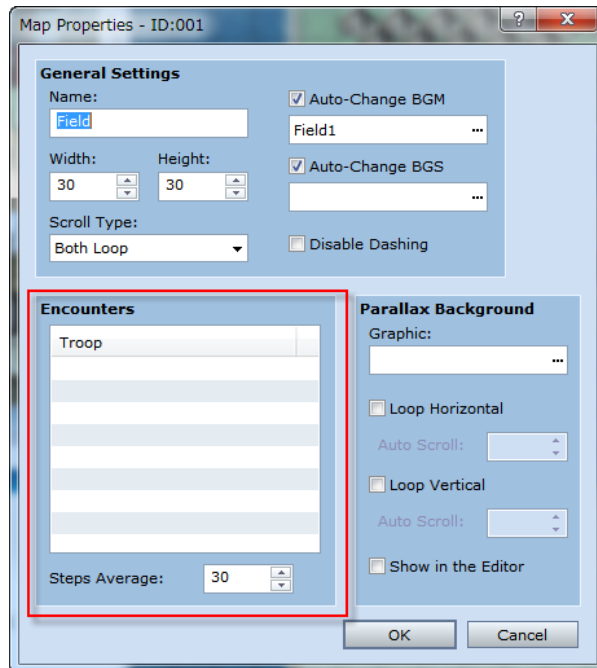 Map Properties - ID:001
?
X
General Settings
Name:
Field
Width:
Height:
30
30
Scroll Type:
Both Loop
Auto-Change BGM
Field1
...
Auto-Change BGS
...
Disable Dashing
Encounters
Troop
Steps Average:
30
Parallax Background
Graphic:
...
Loop Horizontal
Auto Scroll:
Loop Vertical
Auto Scroll:
Show in the Editor
OK
Cancel